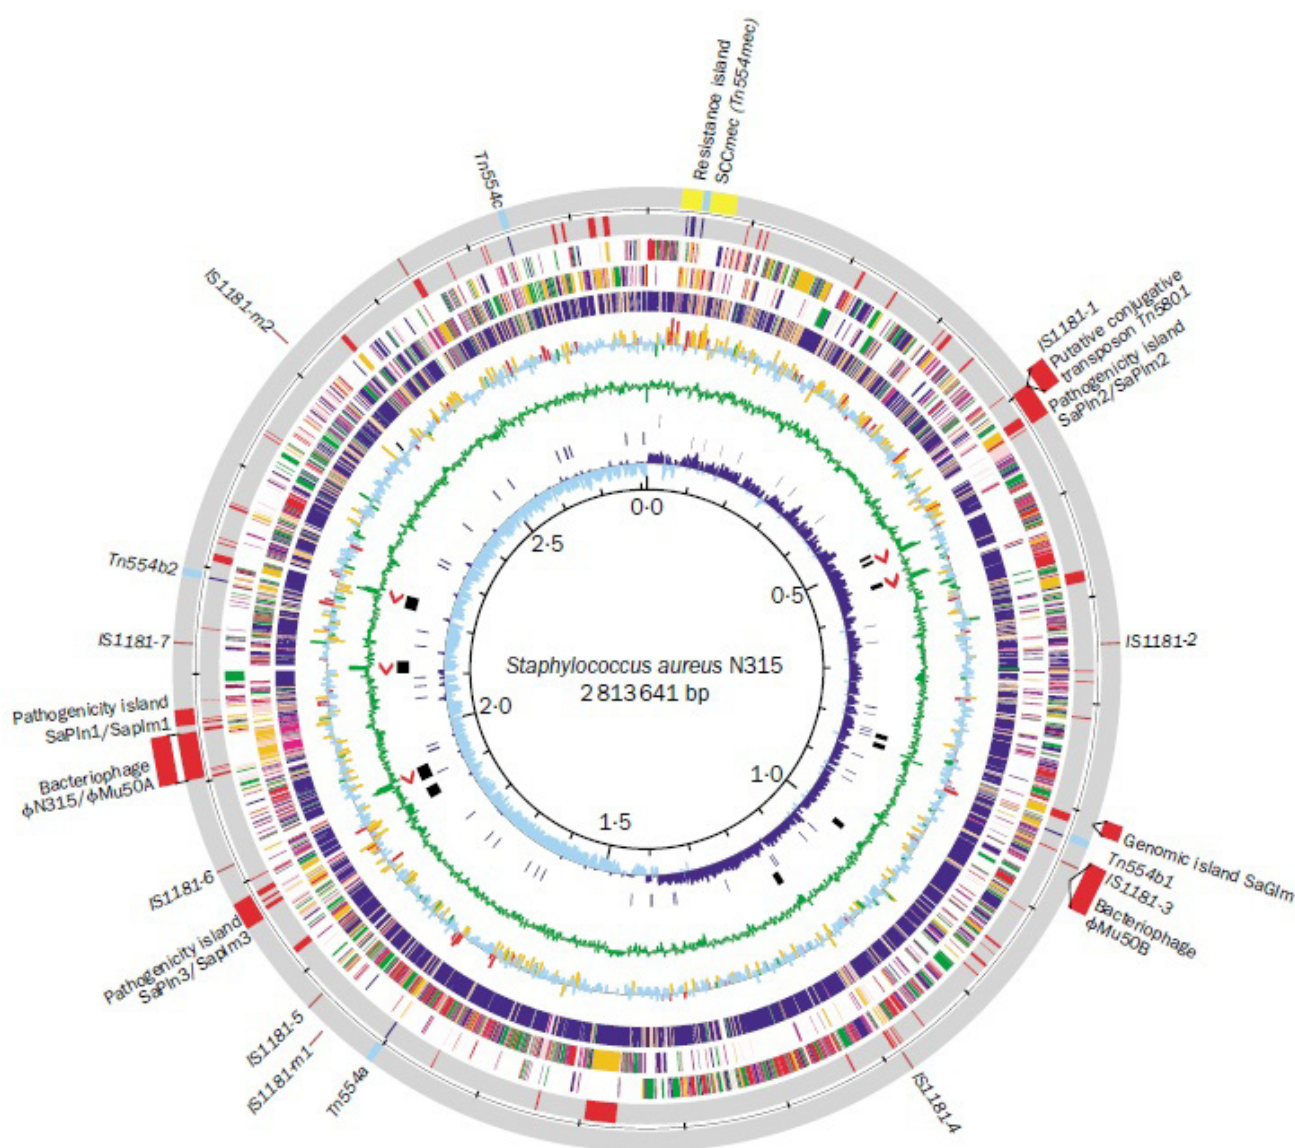 Resistance island
SCCmec (Tn554mec)
Tn554c
IS1181-m2
IS1181-1
Putative conjugative
transposon Tn5801
Pathogenicity island
SaPIn2/SaPIm2
0·0
2·5
0·5
Tn554b2
IS1181-7
IS1181-2
Staphylococcus aureus N315
2 813 641 bp
Pathogenicity island
SaPIn1/SapIm1
2·0
Bacteriophage
ϕN315/ϕMu50A
1·0
1·5
Genomic island SaGIm
Tn554b1
IS1181-3
Bacteriophage
ϕMu50B
IS1181-6
Pathogenicity island
SaPIn3/SapIm3
IS1181-5
IS1181-m1
Tn554a
IS1181-4